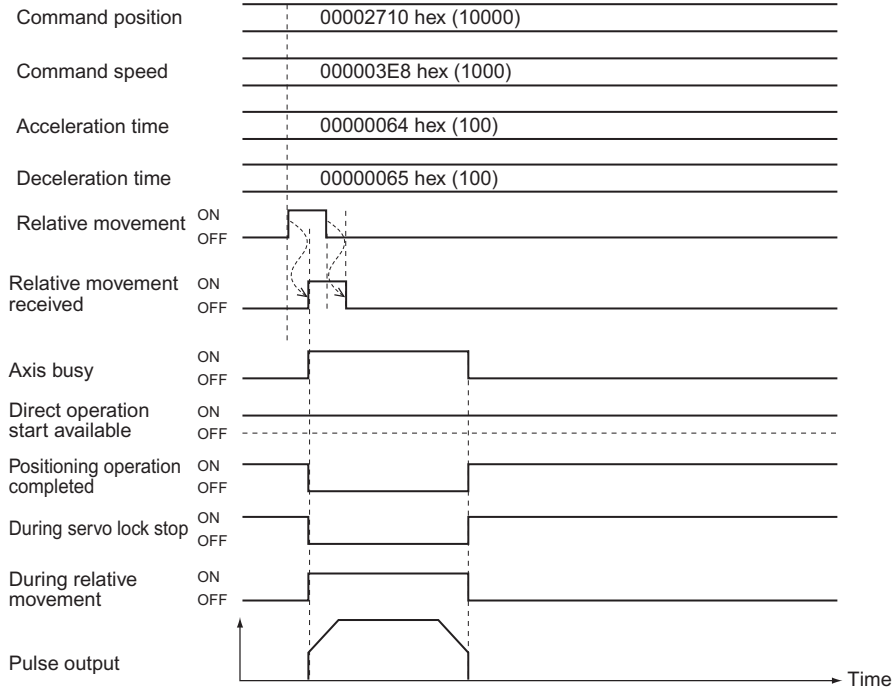 Command position 00002710 hex (10000)
Command speed 000003E8 hex (1000)
Acceleration time 00000064 hex (100)
Deceleration time 00000065 hex (100)
Relative movement ON
OFF
Relative movement
received
ON
OFF
Axis busy
ON
OFF
Direct operation
start available
ON
OFF
Positioning operation
completed
ON
OFF
During servo lock stop
ON
OFF
During relative
movement
ON
OFF
Pulse output
Time